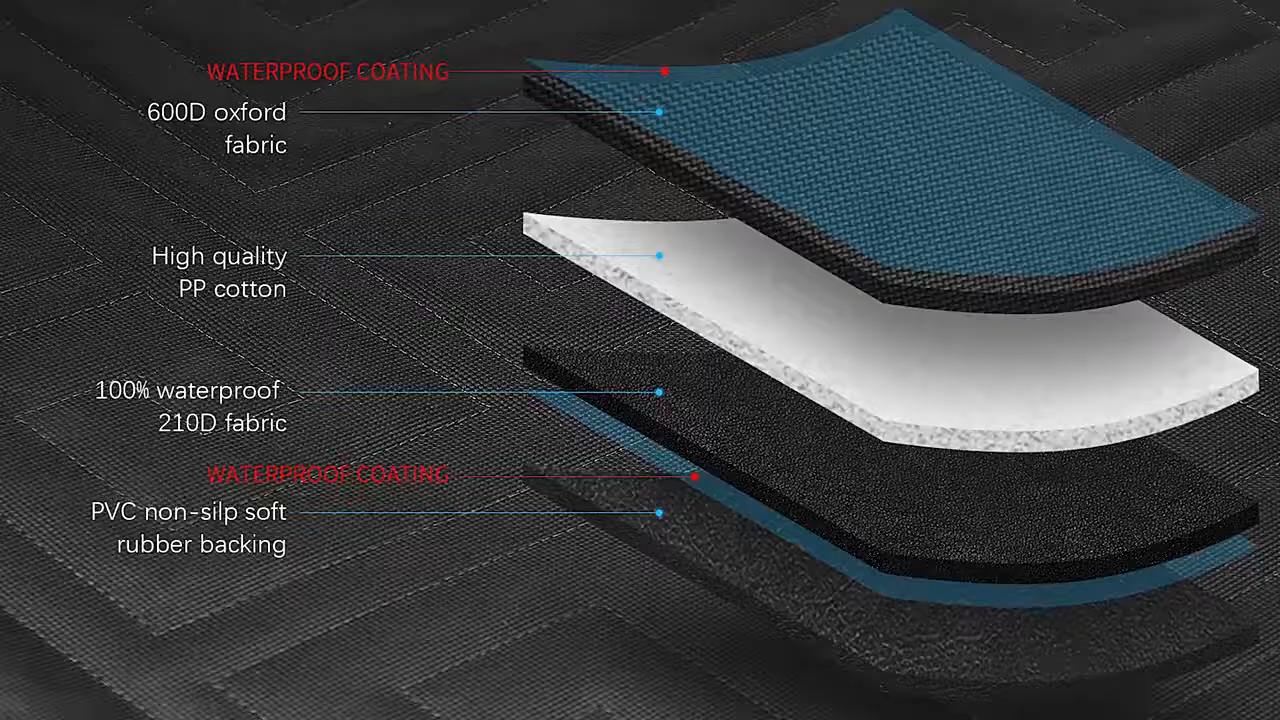 WATERPROOF COATING
600D oxford
fabric
High quality
PP cotton
100% waterproof
210D fabric
WATERPROOF COATING
PVC non-silp soft
rubber backing